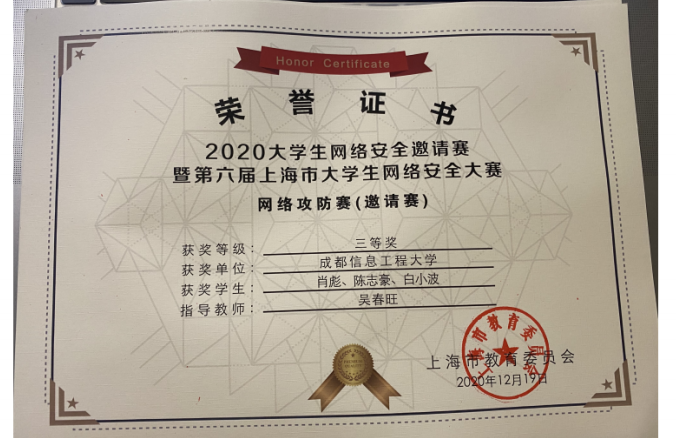 Honor Certificate
荣誉证书
2020大学生网络安全邀请赛
暨第六届上海市大学生网络安全大赛
网络攻防赛(邀请赛)
获奖等级：三等奖
获奖单位：成都信息工程大学
获奖学生：肖彪、陈志豪、白小波
指导教师：吴春旺
上海市教育委员会
2020年12月19日
上海市教育委员会